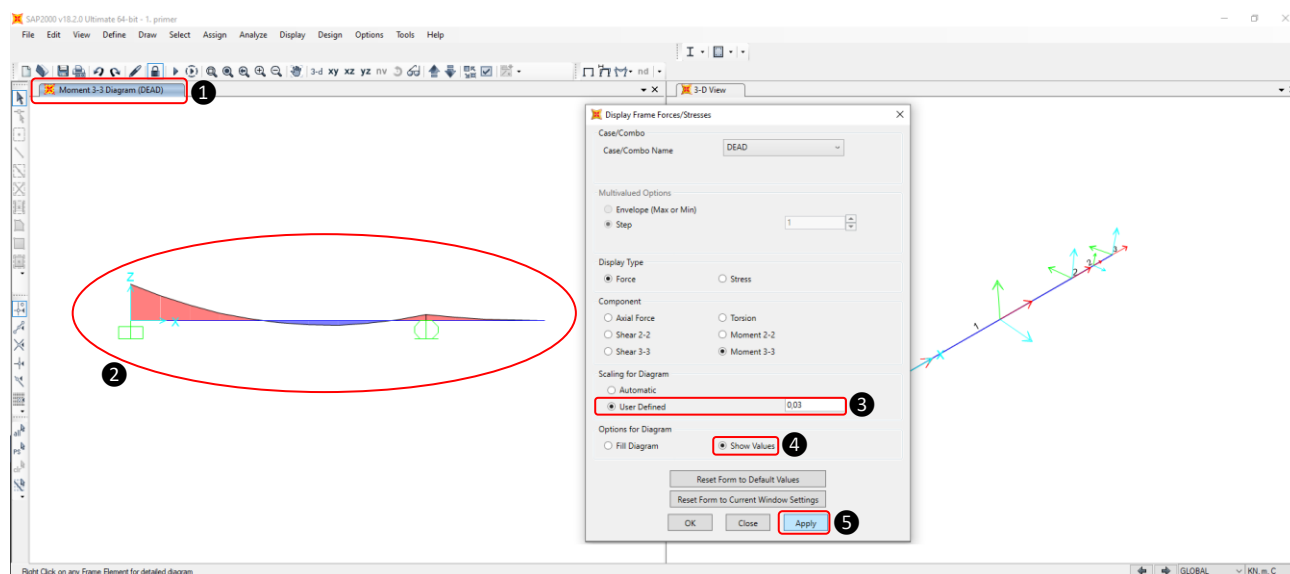 SAP2000 v18.2.0 Ultimate 64-bit - 1. primer
File Edit View Define Draw Select Assign Analyze Display Design Options Tools Help
3-d xy xz yz nv
nd
Moment 3-3 Diagram (DEAD)
1
3-D View
Display Frame Forces/Stresses
Case/Combo
Case/Combo Name DEAD
Multivalued Options
Envelope (Max or Min)
Step 1
Display Type
Force Stress
Component
Axial Force Torsion
Shear 2-2 Moment 2-2
Shear 3-3 Moment 3-3
Scaling for Diagram
Automatic
User Defined 0,03
3
Options for Diagram
Fill Diagram Show Values
4
Reset Form to Default Values
Reset Form to Current Window Settings
OK Close Apply
5
Z
X
2
1
2
3
all
PS
Right Click on any Frame Element for detailed diagram
GLOBAL KN, m, C